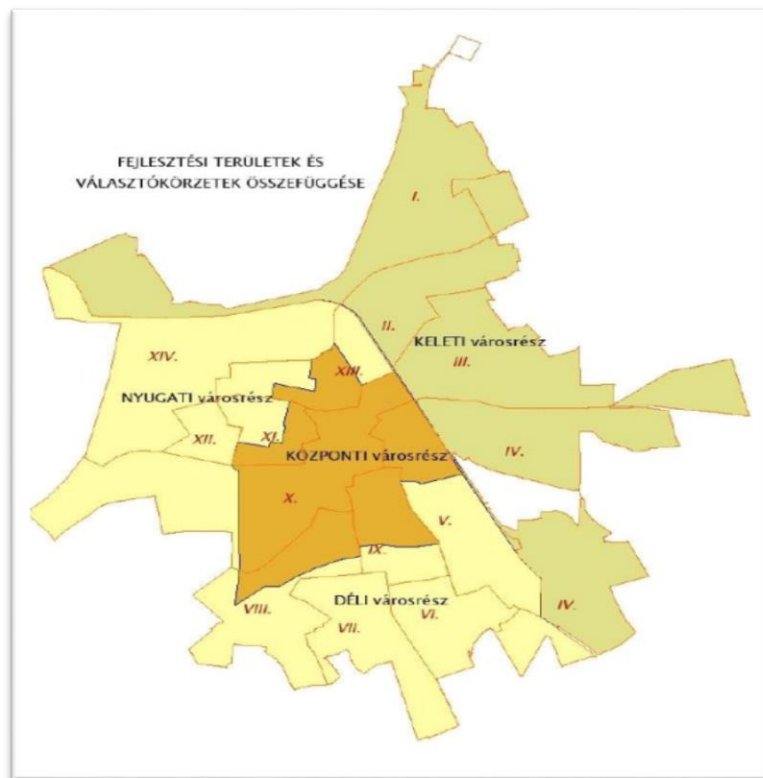 FEJLESZTÉSI TERÜLETEK ÉS
VÁLASZTÓKÖRZETEK ÖSSZEFÜGGÉSE
I.
II.
KELETI városrész
III.
XIV.
XIII.
NYUGATI városrész
XII.
XI.
KÖZPONTI városrész
IV.
X.
V.
IX.
DÉLI városrész
VIII.
VII.
VI.
IV.